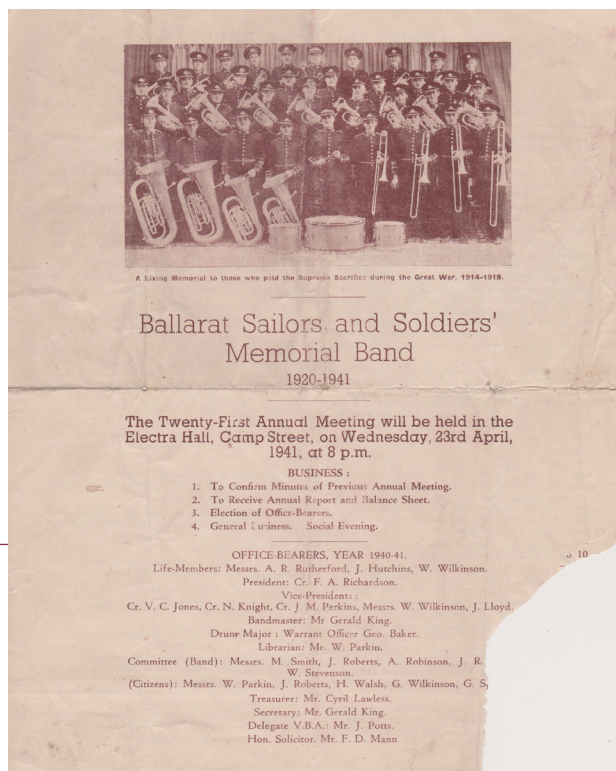 A Living Memorial to those who paid the Supreme Sacrifice during the Great War, 1914-1918.
Ballarat Sailors and Soldiers'
Memorial Band
1920-1941
The Twenty-First Annual Meeting will be held in the
Electra Hall, Camp Street, on Wednesday, 23rd April,
1941, at 8 p.m.
BUSINESS :
1. To Confirm Minutes of Previous Annual Meeting.
2. To Receive Annual Report and Balance Sheet.
3. Election of Office-Bearers.
4. General Business. Social Evening.
OFFICE-BEARERS, YEAR 1940-41.
Life-Members: Messrs. A. R. Rutherford, J. Hutchins, W. Wilkinson.
President: Cr. F. A. Richardson.
Vice-Presidents :
Cr. V. C. Jones, Cr. N. Knight, Cr. J. M. Perkins, Messrs. W. Wilkinson, J. Lloyd.
Bandmaster: Mr Gerald King.
Drum Major : Warrant Officer Geo. Baker.
Librarian: Mr. W. Parkin.
Committee (Band): Messrs. M. Smith, J. Roberts, A. Robinson, J. R.
W. Stevenson.
(Citizens): Messrs. W. Parkin, J. Roberts, H. Walsh, G. Wilkinson, G.
Treasurer: Mr. Cyril Lawless.
Secretary: Mr. Gerald King.
Delegate V.B.A.: Mr. J. Potts.
Hon. Solicitor. Mr. F. D. Mann
10